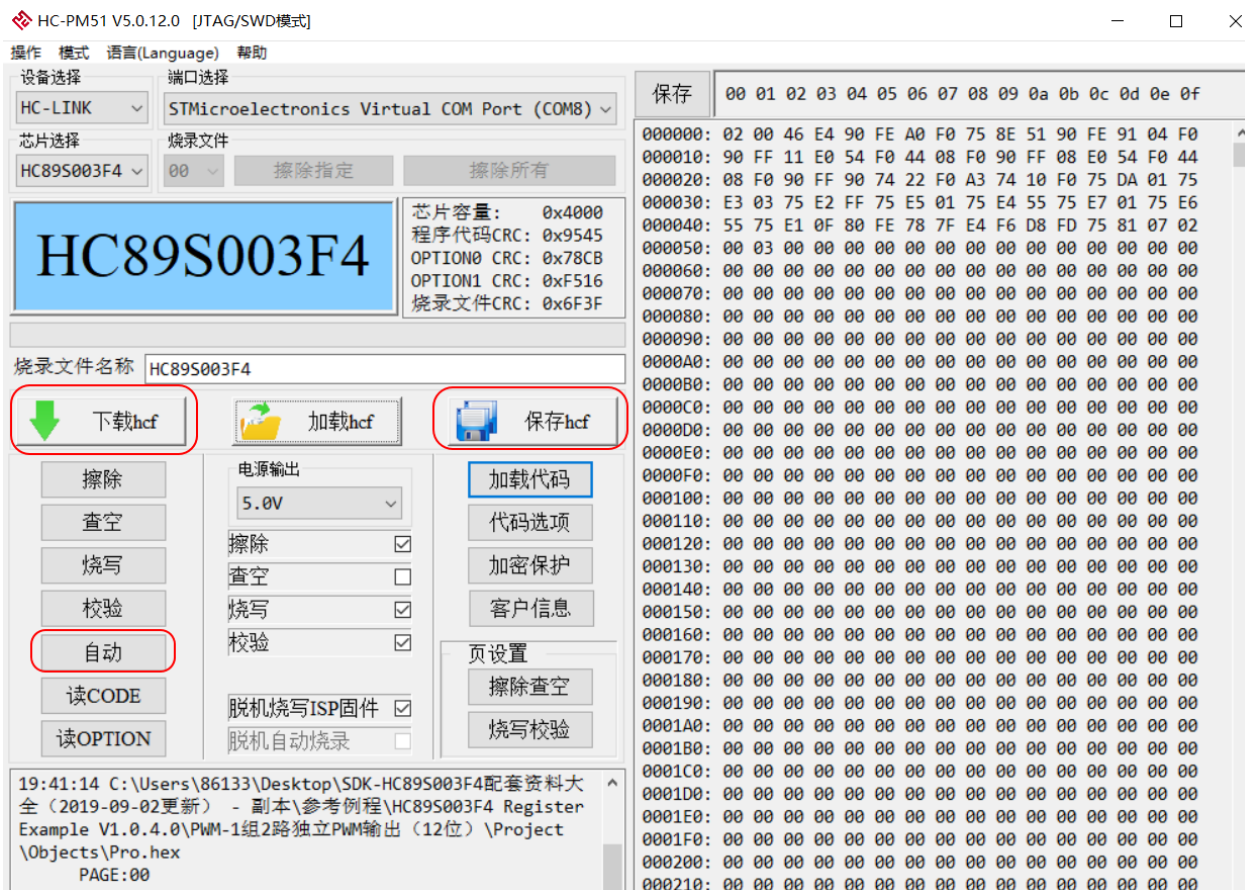 HC-PM51 V5.0.12.0 [JTAG/SWD模式]
操作 模式 语言(Language) 帮助
设备选择
HC-LINK
端口选择
STMicroelectronics Virtual COM Port (COM8)
芯片选择
HC89S003F4
烧录文件
00
擦除指定
擦除所有
HC89S003F4
芯片容量: 0x4000
程序代码CRC: 0x9545
OPTION0 CRC: 0x78CB
OPTION1 CRC: 0xF516
烧录文件CRC: 0x6F3F
烧录文件名称 HC89S003F4
下载hcf
加载hcf
保存hcf
擦除
查空
烧写
校验
自动
读CODE
读OPTION
电源输出
5.0V
擦除
查空
烧写
校验
脱机烧写ISP固件
脱机自动烧录
加载代码
代码选项
加密保护
客户信息
页设置
擦除查空
烧写校验
19:41:14 C:\Users\86133\Desktop\SDK-HC89S003F4配套资料大
全（2019-09-02更新） - 副本\参考例程\HC89S003F4 Register
Example V1.0.4.0\PWM-1组2路独立PWM输出（12位）\Project
\Objects\Pro.hex
PAGE:00
保存
00 01 02 03 04 05 06 07 08 09 0a 0b 0c 0d 0e 0f
000000: 02 00 46 E4 90 FE A0 F0 75 8E 51 90 FE 91 04 F0
000010: 90 FF 11 E0 54 F0 44 08 F0 90 FF 08 E0 54 F0 44
000020: 08 F0 90 FF 90 74 22 F0 A3 74 10 F0 75 DA 01 75
000030: E3 03 75 E2 FF 75 E5 01 75 E4 55 75 E7 01 75 E6
000040: 55 75 E1 0F 80 FE 78 7F E4 F6 D8 FD 75 81 07 02
000050: 00 03 00 00 00 00 00 00 00 00 00 00 00 00 00 00
000060: 00 00 00 00 00 00 00 00 00 00 00 00 00 00 00 00
000070: 00 00 00 00 00 00 00 00 00 00 00 00 00 00 00 00
000080: 00 00 00 00 00 00 00 00 00 00 00 00 00 00 00 00
000090: 00 00 00 00 00 00 00 00 00 00 00 00 00 00 00 00
0000A0: 00 00 00 00 00 00 00 00 00 00 00 00 00 00 00 00
0000B0: 00 00 00 00 00 00 00 00 00 00 00 00 00 00 00 00
0000C0: 00 00 00 00 00 00 00 00 00 00 00 00 00 00 00 00
0000D0: 00 00 00 00 00 00 00 00 00 00 00 00 00 00 00 00
0000E0: 00 00 00 00 00 00 00 00 00 00 00 00 00 00 00 00
0000F0: 00 00 00 00 00 00 00 00 00 00 00 00 00 00 00 00
000100: 00 00 00 00 00 00 00 00 00 00 00 00 00 00 00 00
000110: 00 00 00 00 00 00 00 00 00 00 00 00 00 00 00 00
000120: 00 00 00 00 00 00 00 00 00 00 00 00 00 00 00 00
000130: 00 00 00 00 00 00 00 00 00 00 00 00 00 00 00 00
000140: 00 00 00 00 00 00 00 00 00 00 00 00 00 00 00 00
000150: 00 00 00 00 00 00 00 00 00 00 00 00 00 00 00 00
000160: 00 00 00 00 00 00 00 00 00 00 00 00 00 00 00 00
000170: 00 00 00 00 00 00 00 00 00 00 00 00 00 00 00 00
000180: 00 00 00 00 00 00 00 00 00 00 00 00 00 00 00 00
000190: 00 00 00 00 00 00 00 00 00 00 00 00 00 00 00 00
0001A0: 00 00 00 00 00 00 00 00 00 00 00 00 00 00 00 00
0001B0: 00 00 00 00 00 00 00 00 00 00 00 00 00 00 00 00
0001C0: 00 00 00 00 00 00 00 00 00 00 00 00 00 00 00 00
0001D0: 00 00 00 00 00 00 00 00 00 00 00 00 00 00 00 00
0001E0: 00 00 00 00 00 00 00 00 00 00 00 00 00 00 00 00
0001F0: 00 00 00 00 00 00 00 00 00 00 00 00 00 00 00 00
000200: 00 00 00 00 00 00 00 00 00 00 00 00 00 00 00 00
000210: 00 00 00 00 00 00 00 00 00 00 00 00 00 00 00 00